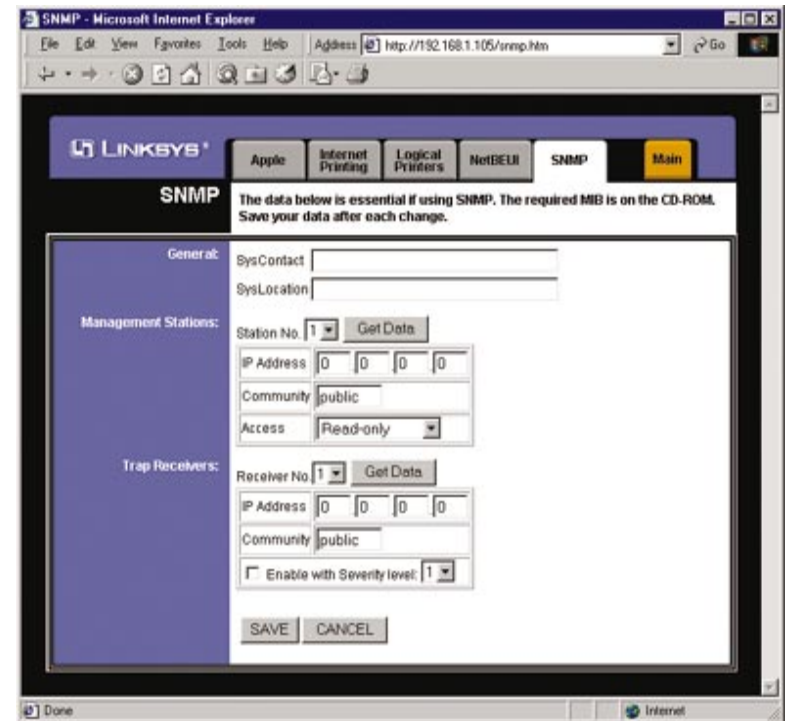 SNMP - Microsoft Internet Explorer
File Edit View Favorites Tools Help Address http://192.168.1.105/snmp.htm Go
LINKSYS®
Apple
Internet Printing
Logical Printers
NetBEUI
SNMP
Main
SNMP
The data below is essential if using SNMP. The required MIB is on the CD-ROM.
Save your data after each change.
General:
SysContact
SysLocation
Management Stations:
Station No. 1 Get Data
IP Address 0 .0 .0 .0
Community public
Access Read-only
Trap Receivers:
Receiver No. 1 Get Data
IP Address 0 .0 .0 .0
Community public
Enable with Severity level: 1
SAVE CANCEL
Done Internet